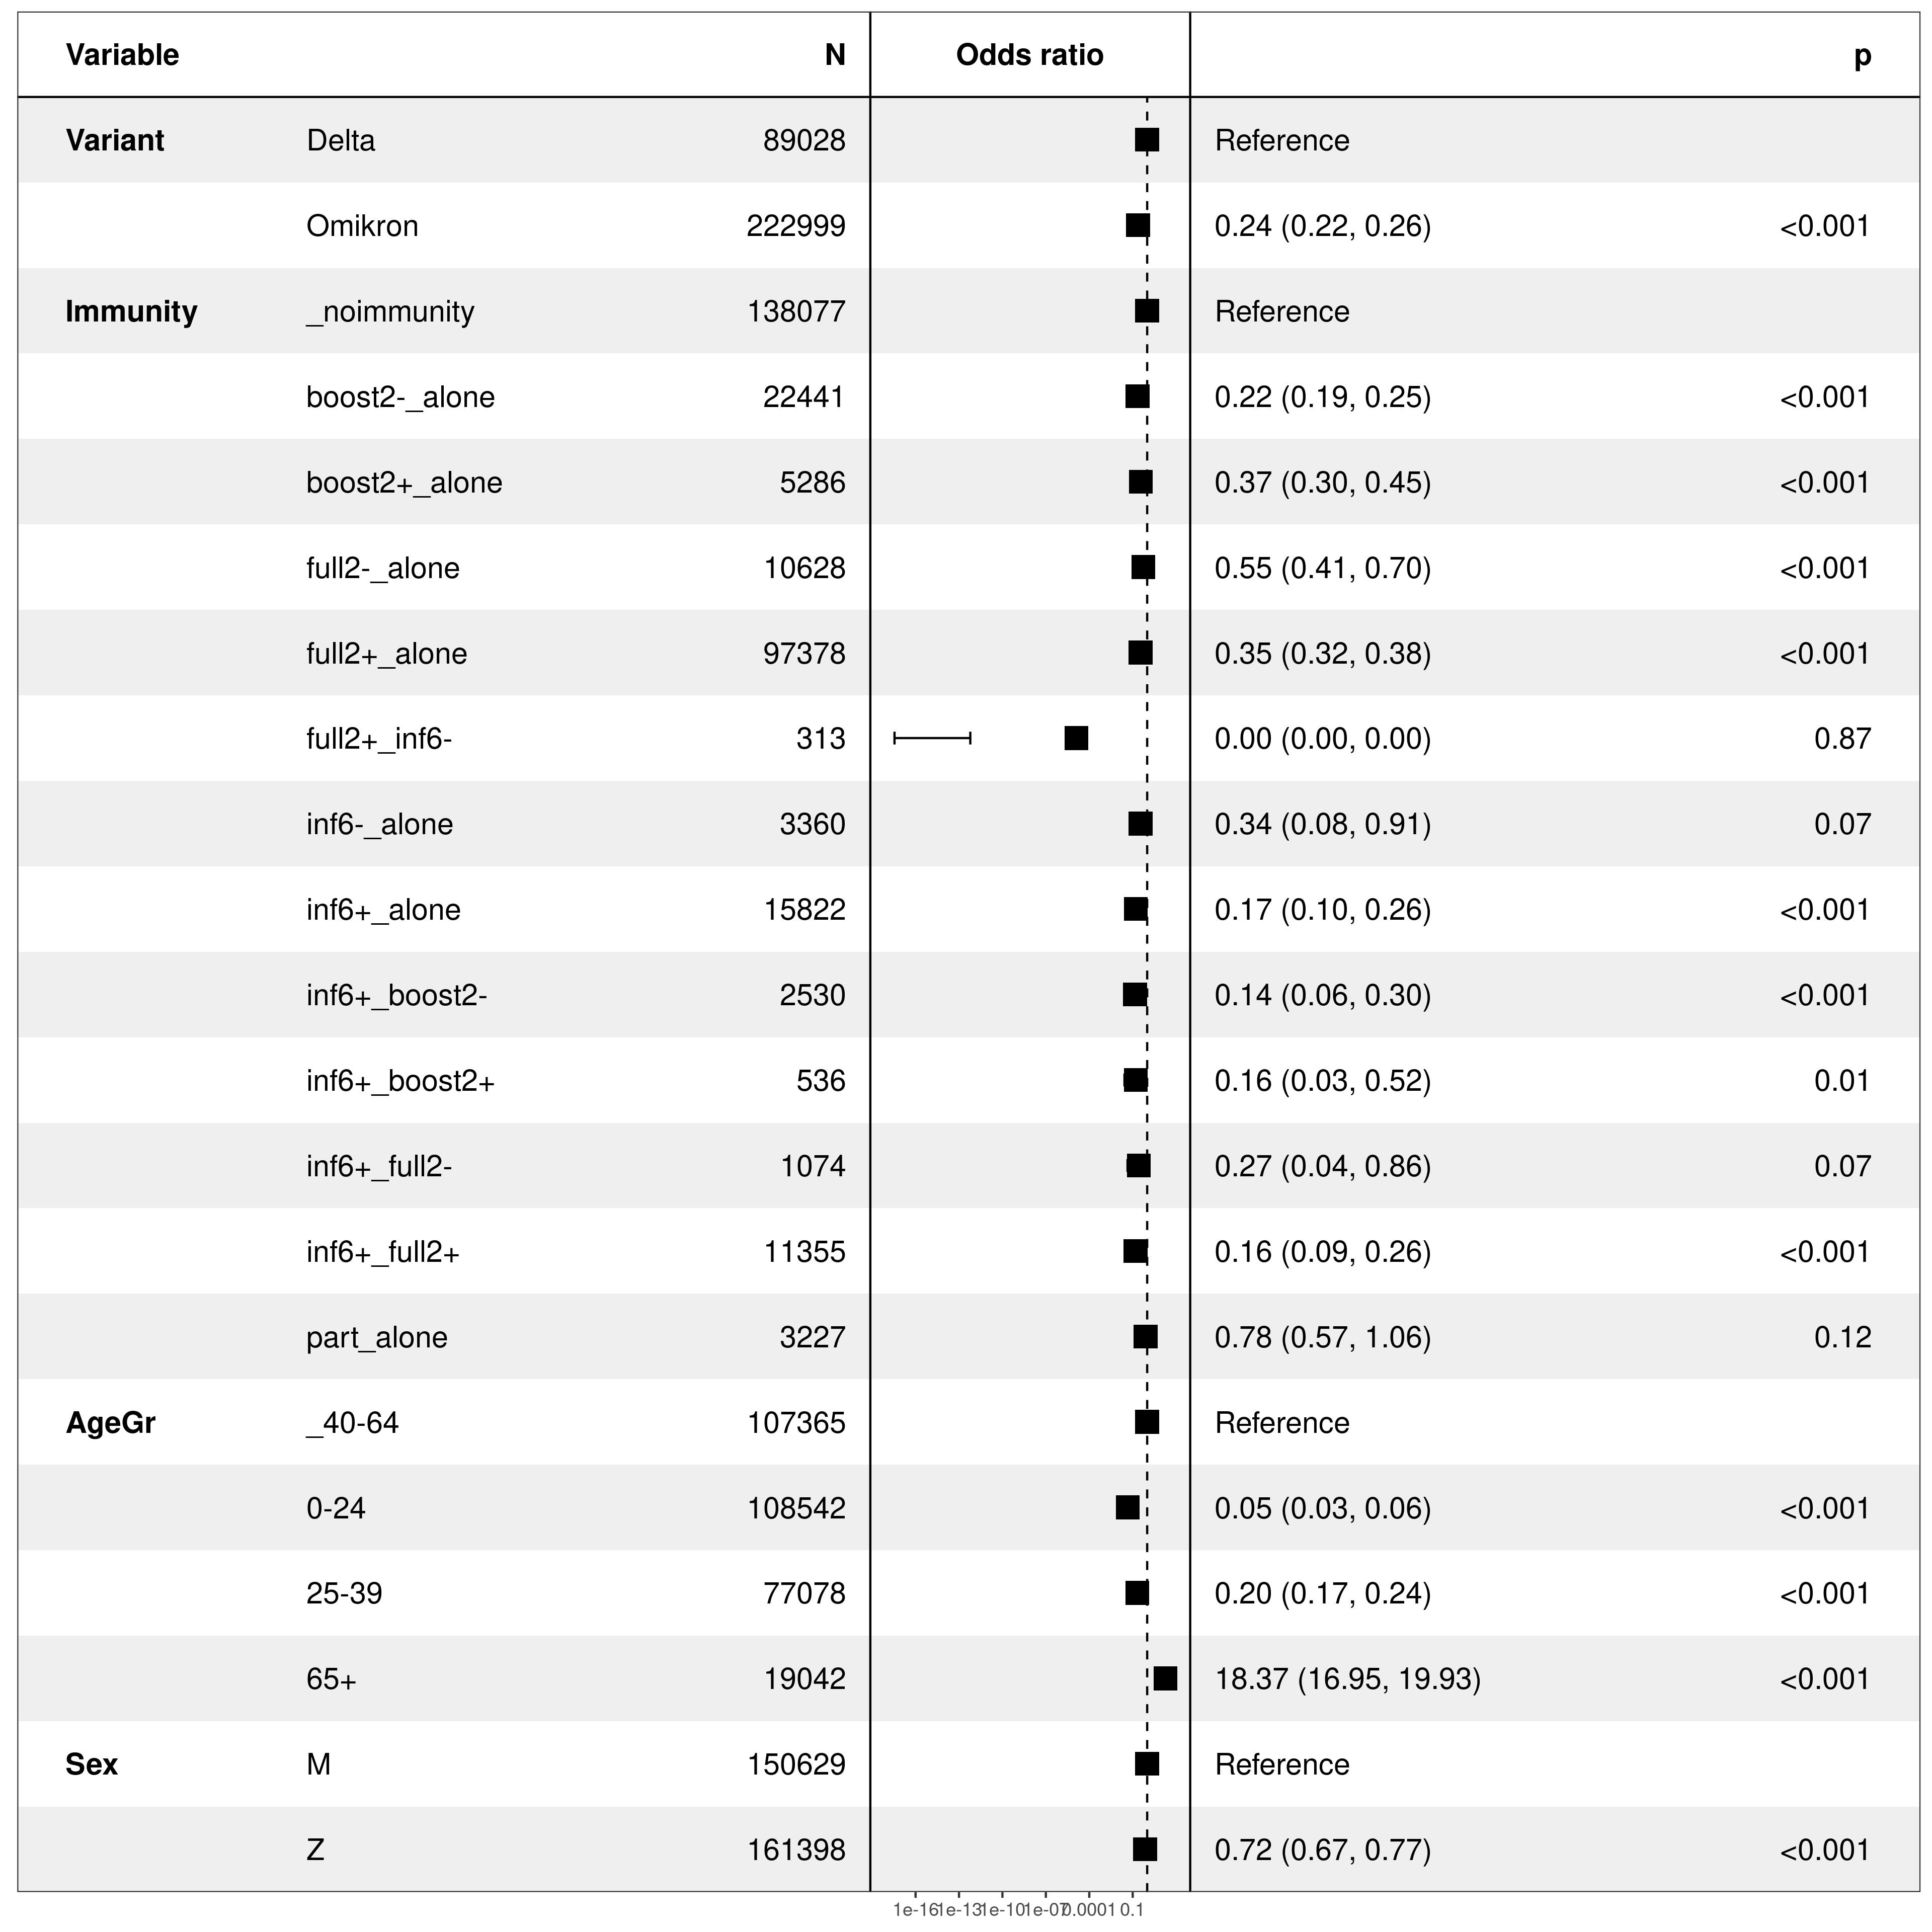 Variable N Odds ratio p
Variant Delta 89028 Reference
Omikron 222999 0.24 (0.22, 0.26) <0.001
Immunity _noimmunity 138077 Reference
boost2-_alone 22441 0.22 (0.19, 0.25) <0.001
boost2+_alone 5286 0.37 (0.30, 0.45) <0.001
full2-_alone 10628 0.55 (0.41, 0.70) <0.001
full2+_alone 97378 0.35 (0.32, 0.38) <0.001
full2+_inf6- 313 0.00 (0.00, 0.00) 0.87
inf6-_alone 3360 0.34 (0.08, 0.91) 0.07
inf6+_alone 15822 0.17 (0.10, 0.26) <0.001
inf6+_boost2- 2530 0.14 (0.06, 0.30) <0.001
inf6+_boost2+ 536 0.16 (0.03, 0.52) 0.01
inf6+_full2- 1074 0.27 (0.04, 0.86) 0.07
inf6+_full2+ 11355 0.16 (0.09, 0.26) <0.001
part_alone 3227 0.78 (0.57, 1.06) 0.12
AgeGr _40-64 107365 Reference
0-24 108542 0.05 (0.03, 0.06) <0.001
25-39 77078 0.20 (0.17, 0.24) <0.001
65+ 19042 18.37 (16.95, 19.93) <0.001
Sex M 150629 Reference
Z 161398 0.72 (0.67, 0.77) <0.001
1e-16 1e-13 1e-10 1e-07 0.0001 0.1